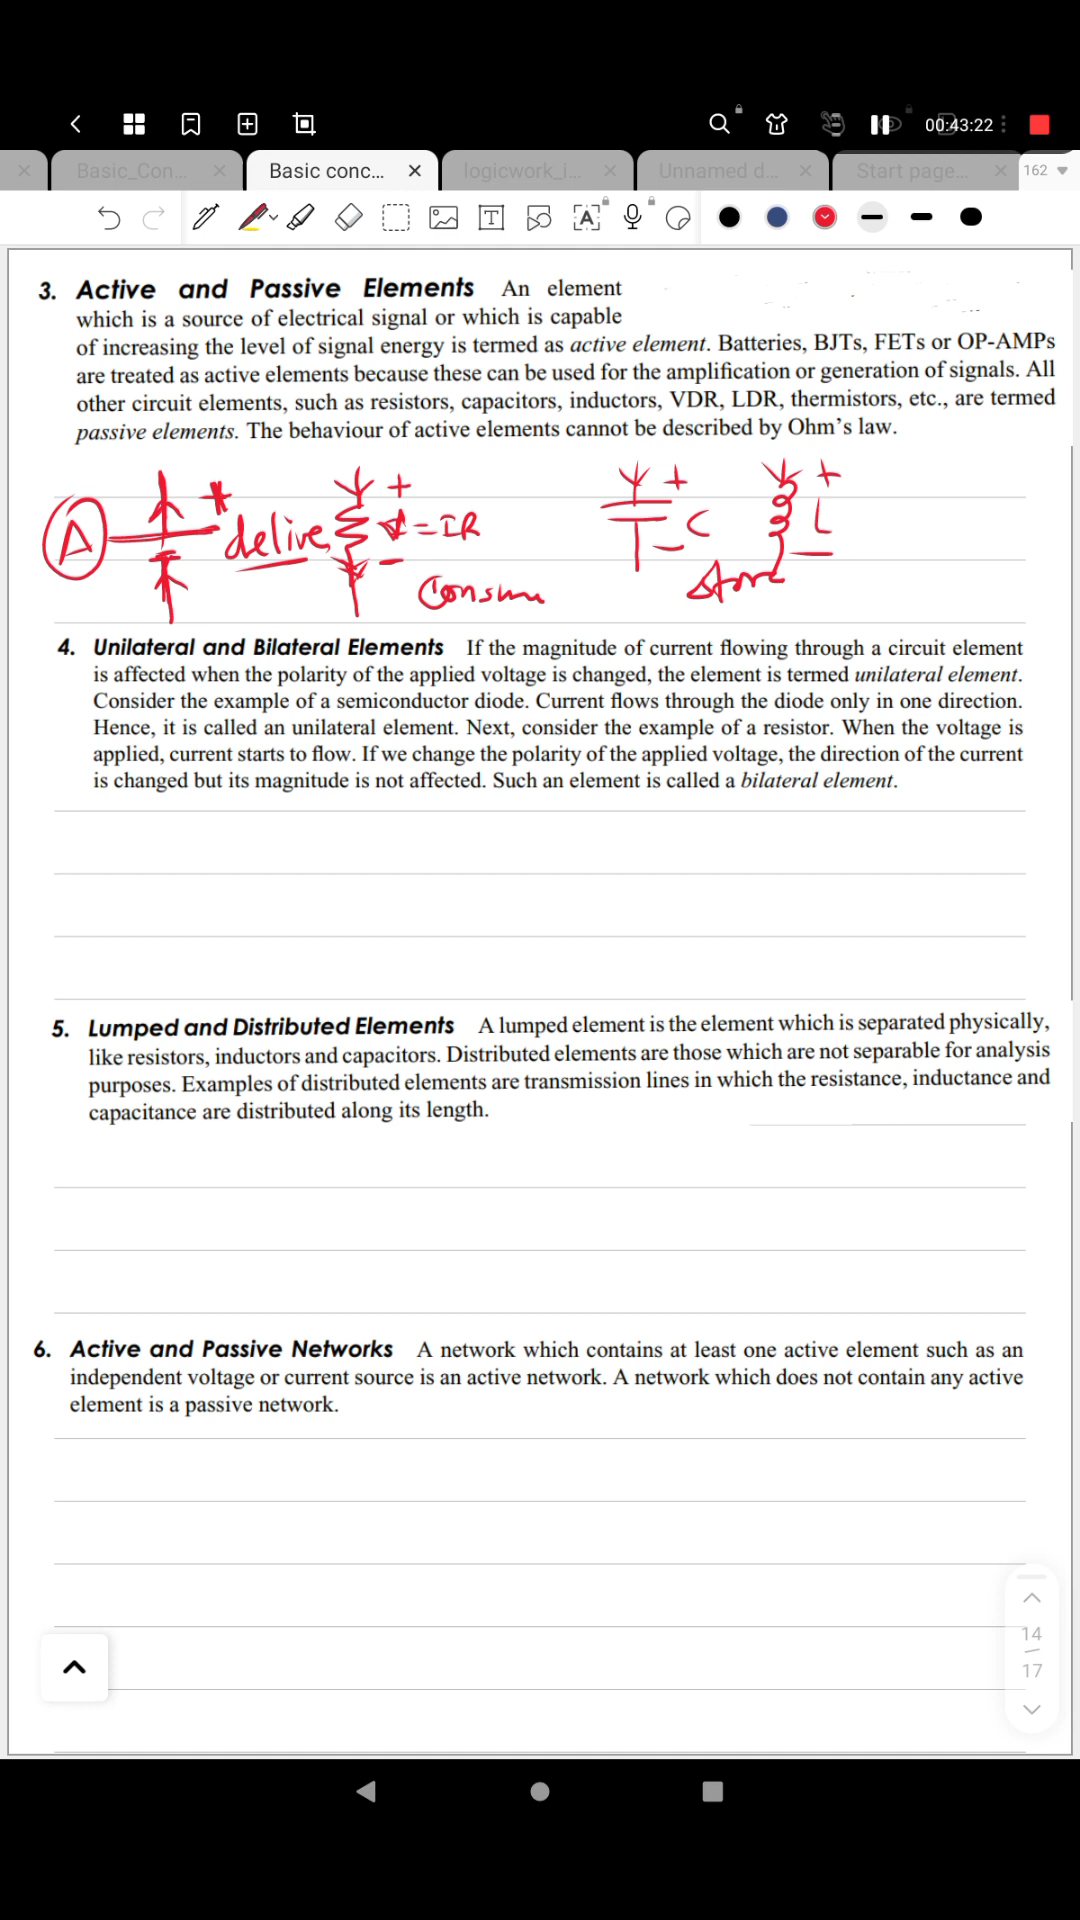 00:43:22
Basic_Con...
Basic conc...
logicwork_i...
Unnamed d...
Start page...
162
3. Active and Passive Elements An element
which is a source of electrical signal or which is capable
of increasing the level of signal energy is termed as active element. Batteries, BJTs, FETs or OP-AMPs
are treated as active elements because these can be used for the amplification or generation of signals. All
other circuit elements, such as resistors, capacitors, inductors, VDR, LDR, thermistors, etc., are termed
passive elements. The behaviour of active elements cannot be described by Ohm's law.
A
delive
+
= IR
-
Consum
+
- C
+
L
-
Store
4. Unilateral and Bilateral Elements If the magnitude of current flowing through a circuit element
is affected when the polarity of the applied voltage is changed, the element is termed unilateral element.
Consider the example of a semiconductor diode. Current flows through the diode only in one direction.
Hence, it is called an unilateral element. Next, consider the example of a resistor. When the voltage is
applied, current starts to flow. If we change the polarity of the applied voltage, the direction of the current
is changed but its magnitude is not affected. Such an element is called a bilateral element.
5. Lumped and Distributed Elements A lumped element is the element which is separated physically,
like resistors, inductors and capacitors. Distributed elements are those which are not separable for analysis
purposes. Examples of distributed elements are transmission lines in which the resistance, inductance and
capacitance are distributed along its length.
6. Active and Passive Networks A network which contains at least one active element such as an
independent voltage or current source is an active network. A network which does not contain any active
element is a passive network.
14
17